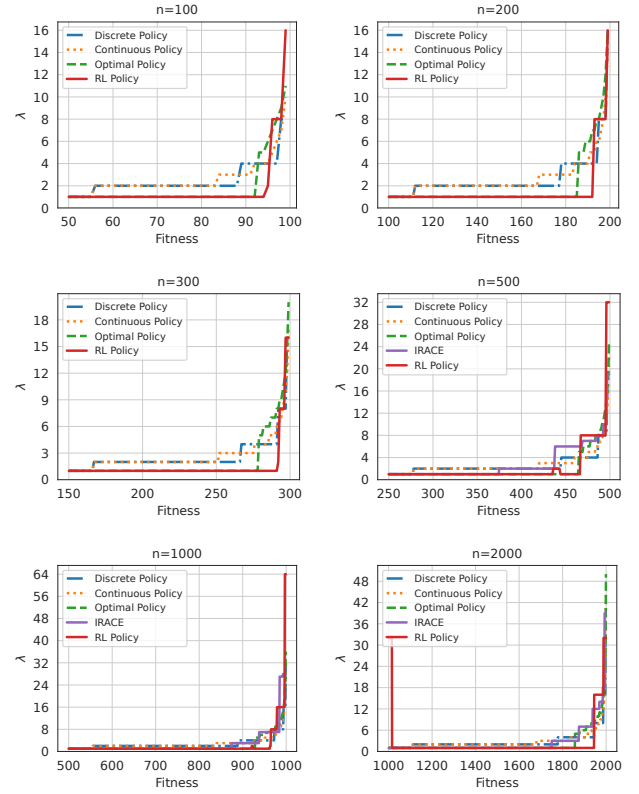 n=100
16
14
12
10
8
6
4
2
0
λ
50 60 70 80 90 100
Fitness
Discrete Policy
Continuous Policy
Optimal Policy
RL Policy
n=200
16
14
12
10
8
6
4
2
0
λ
100 120 140 160 180 200
Fitness
Discrete Policy
Continuous Policy
Optimal Policy
RL Policy
n=300
18
15
12
9
6
3
0
λ
150 200 250 300
Fitness
Discrete Policy
Continuous Policy
Optimal Policy
RL Policy
n=500
32
28
24
20
16
12
8
4
0
λ
250 300 350 400 450 500
Fitness
Discrete Policy
Continuous Policy
Optimal Policy
IRACE
RL Policy
n=1000
64
56
48
40
32
24
16
8
0
λ
500 600 700 800 900 1000
Fitness
Discrete Policy
Continuous Policy
Optimal Policy
IRACE
RL Policy
n=2000
48
42
36
30
24
18
12
6
0
λ
1000 1200 1400 1600 1800 2000
Fitness
Discrete Policy
Continuous Policy
Optimal Policy
IRACE
RL Policy